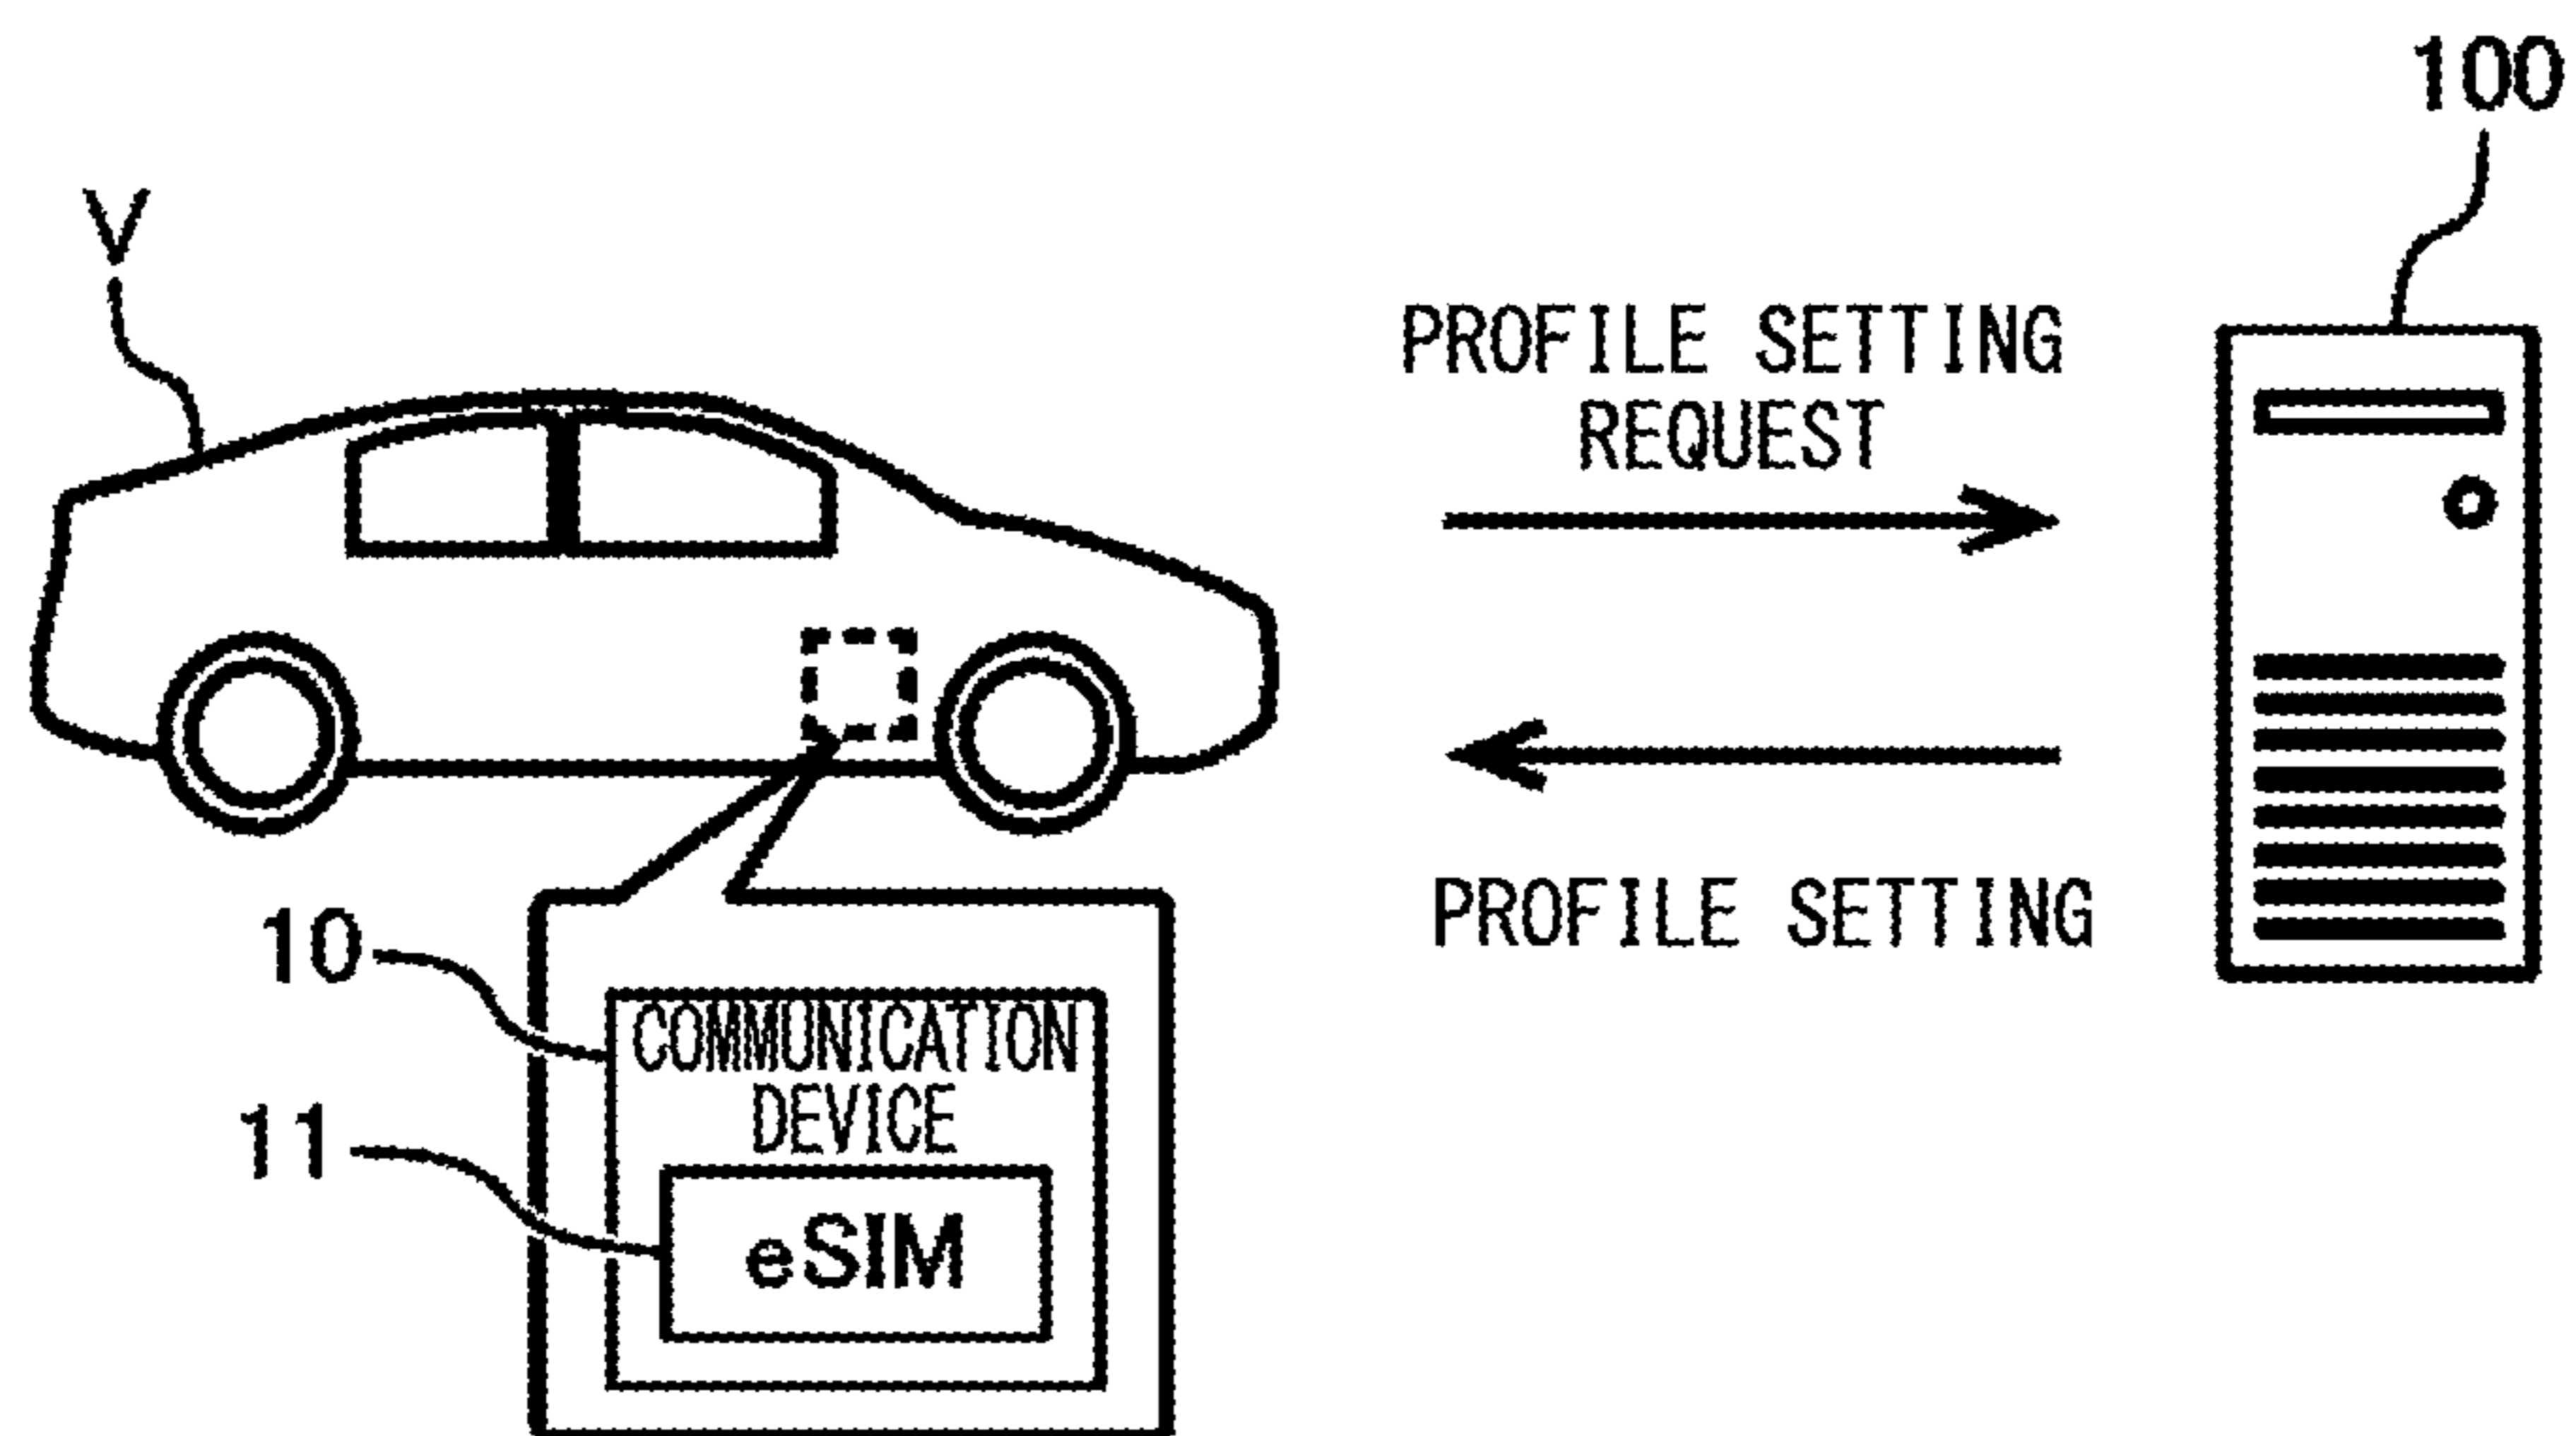 100
V
PROFILE SETTING
REQUEST
PROFILE SETTING
10
COMMUNICATION
DEVICE
11
eSIM